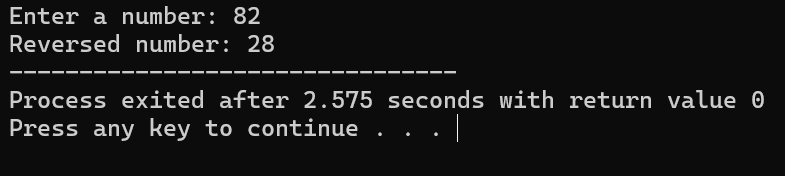 Enter a number: 82
Reversed number: 28
--------------------------------
Process exited after 2.575 seconds with return value 0
Press any key to continue . . .